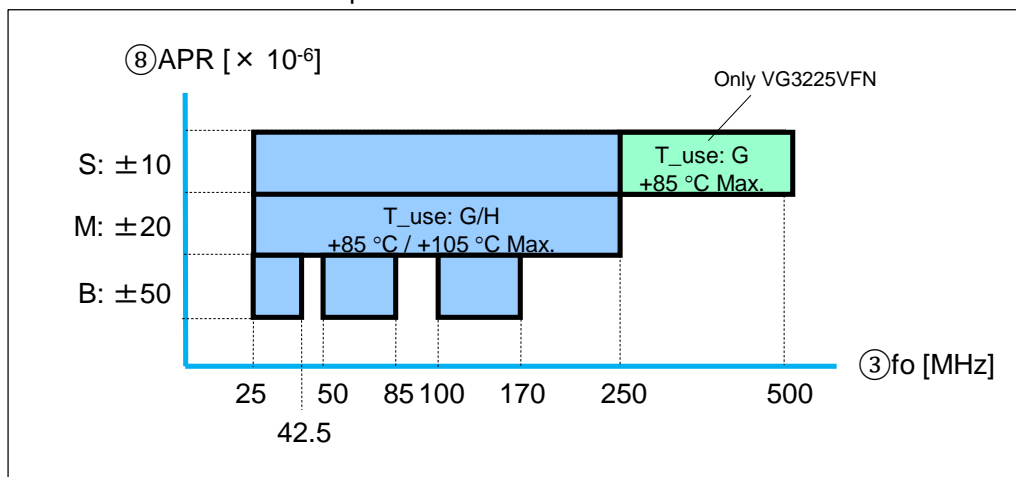 ⑧APR [ × 10-6]
Only VG3225VFN
S: ±10
T_use: G
+85 °C Max.
M: ±20
T_use: G/H
+85 °C / +105 °C Max.
B: ±50
③fo [MHz]
25 50 85 100 170 250 500
42.5